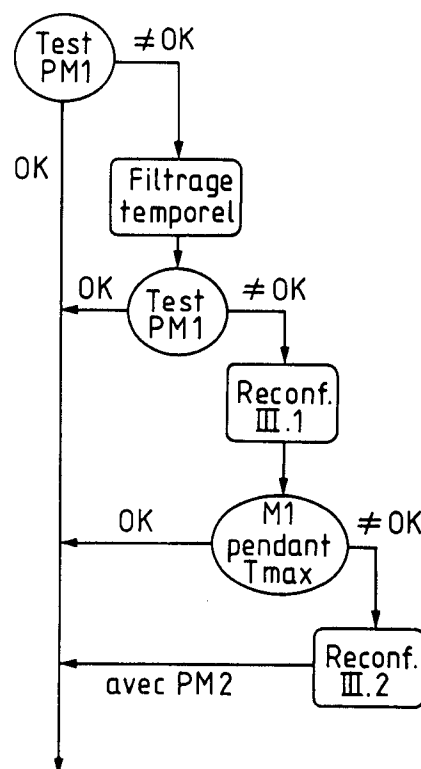 Test
PM1
≠OK
OK
Filtrage
temporel
OK
Test
PM1
≠OK
Reconf.
III.1
OK
M1
pendant
Tmax
≠OK
Reconf.
III.2
avec PM2